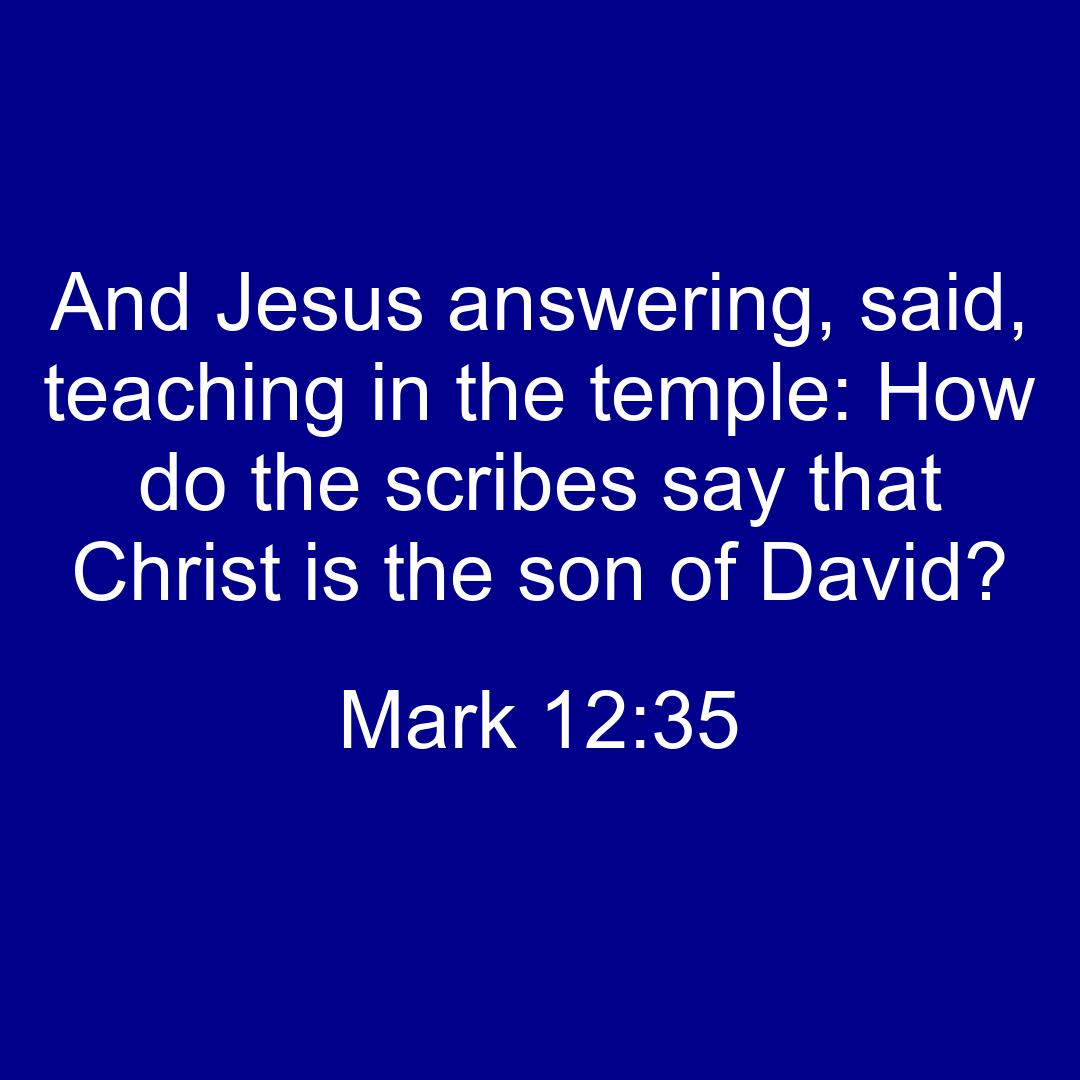 And Jesus answering, said,
teaching in the temple: How
do the scribes say that
Christ is the son of David?
Mark 12:35